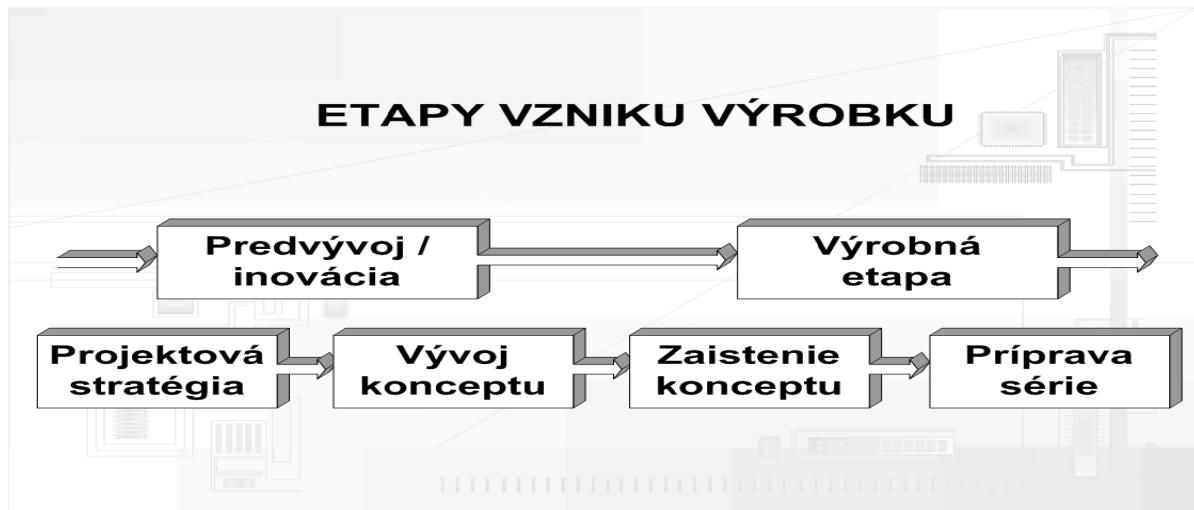 ETAPY VZNIKU VÝROBKU
Predvývoj /
inovácia
Výrobná
etapa
Projektová
stratégia
Vývoj
konceptu
Zaistenie
konceptu
Príprava
série